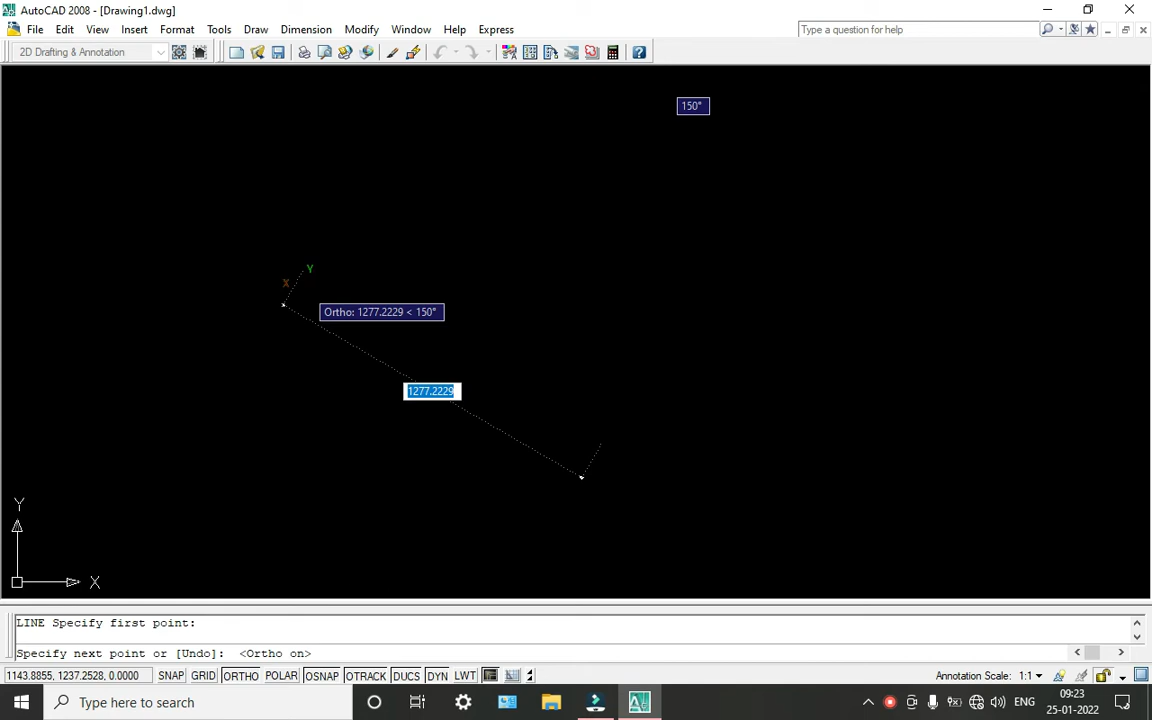 AutoCAD 2008 - [Drawing1.dwg]
File Edit View Insert Format Tools Draw Dimension Modify Window Help Express
Type a question for help
2D Drafting & Annotation
150°
X Y
Ortho: 1277.2229 < 150°
1277.2229
Y
X
LINE Specify first point:
Specify next point or [Undo]:  <Ortho on>
1143.8855, 1237.2528, 0.0000 SNAP GRID ORTHO POLAR OSNAP OTRACK DUCS DYN LWT Annotation Scale: 1:1
Type here to search
ENG
09:23
25-01-2022